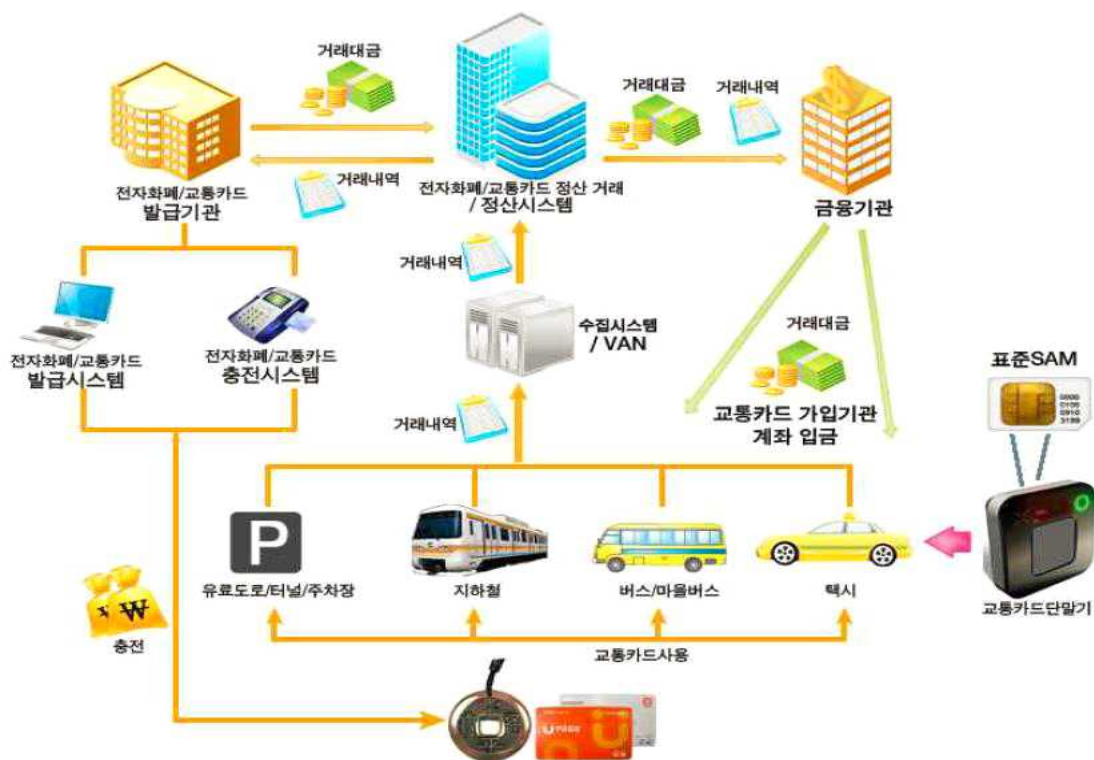 거래대금
거래대금
거래내역
거래내역
전자화폐/교통카드
발급기관
전자화폐/교통카드 정산 거래
/ 정산시스템
금융기관
거래내역
수집시스템
/ VAN
거래대금
전자화폐/교통카드
발급시스템
전자화폐/교통카드
충전시스템
표준SAM
거래내역
교통카드 가입기관
계좌 입금
P
유료도로/터널/주차장
지하철
버스/마을버스
택시
교통카드단말기
₩
충전
교통카드사용